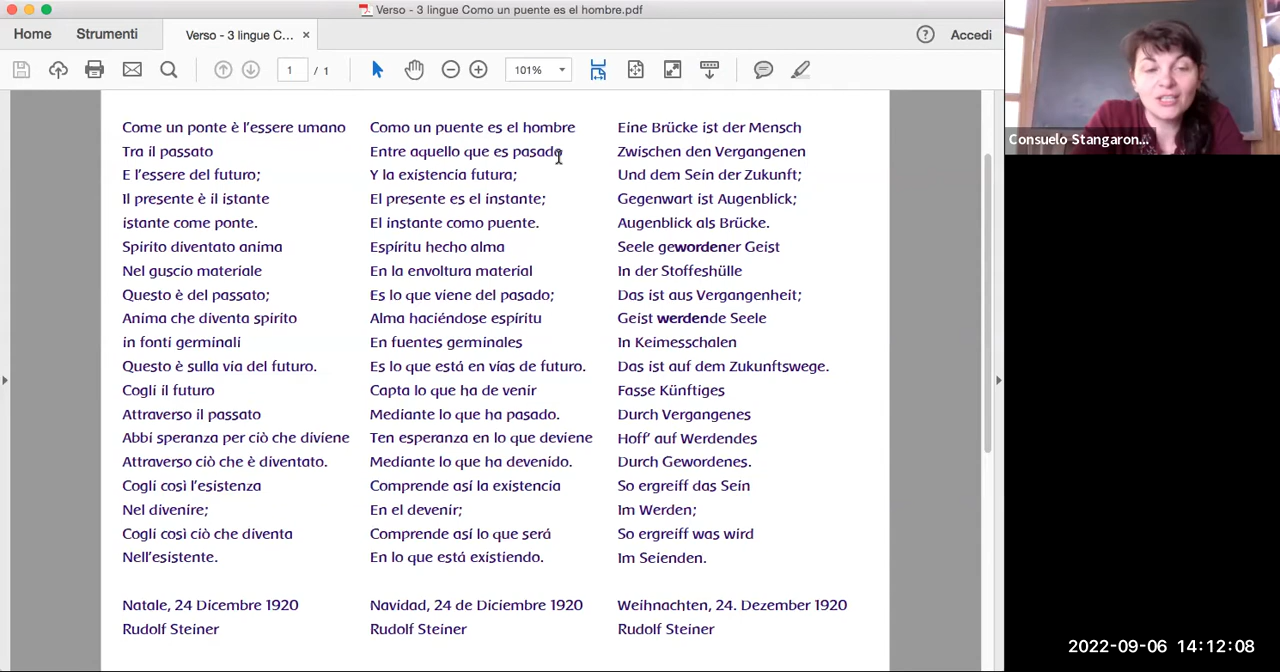 Verso - 3 lingue Como un puente es el hombre.pdf
Home
Strumenti
Verso - 3 lingue C... ×
?
Accedi
1 / 1
101%
Consuelo Stangaron...
Come un ponte è l'essere umano
Tra il passato
E l'essere del futuro;
Il presente è il istante
istante come ponte.
Spirito diventato anima
Nel guscio materiale
Questo è del passato;
Anima che diventa spirito
in fonti germinali
Questo è sulla via del futuro.
Cogli il futuro
Attraverso il passato
Abbi speranza per ciò che diviene
Attraverso ciò che è diventato.
Cogli così l'esistenza
Nel divenire;
Cogli così ciò che diventa
Nell'esistente.
Natale, 24 Dicembre 1920
Rudolf Steiner
Como un puente es el hombre
Entre aquello que es pasado
Y la existencia futura;
El presente es el instante;
El instante como puente.
Espíritu hecho alma
En la envoltura material
Es lo que viene del pasado;
Alma haciéndose espíritu
En fuentes germinales
Es lo que está en vías de futuro.
Capta lo que ha de venir
Mediante lo que ha pasado.
Ten esperanza en lo que deviene
Mediante lo que ha devenido.
Comprende así la existencia
En el devenir;
Comprende así lo que será
En lo que está existiendo.
Navidad, 24 de Diciembre 1920
Rudolf Steiner
Eine Brücke ist der Mensch
Zwischen den Vergangenen
Und dem Sein der Zukunft;
Gegenwart ist Augenblick;
Augenblick als Brücke.
Seele gewordener Geist
In der Stoffeshülle
Das ist aus Vergangenheit;
Geist werdende Seele
In Keimesschalen
Das ist auf dem Zukunftswege.
Fasse Künftiges
Durch Vergangenes
Hoff' auf Werdendes
Durch Gewordenes.
So ergreiff das Sein
Im Werden;
So ergreiff was wird
Im Seienden.
Weihnachten, 24. Dezember 1920
Rudolf Steiner
2022-09-06 14:12:08